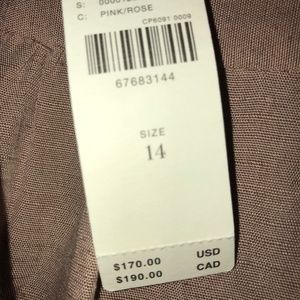 S:
C: PINK/ROSE
CP6091 0009
67683144
SIZE
14
$170.00 USD
$190.00 CAD